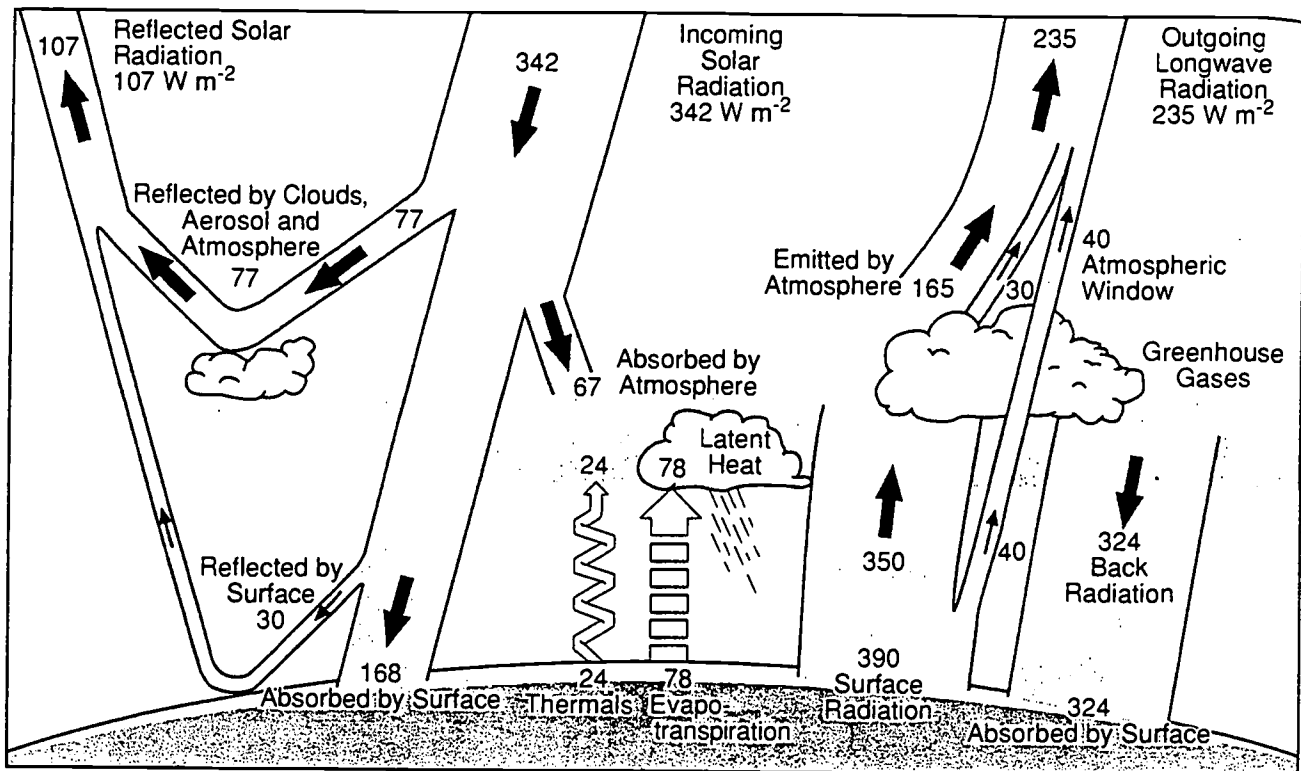 107
Reflected Solar
Radiation
107 W m-2
342
Incoming
Solar
Radiation
342 W m-2
235
Outgoing
Longwave
Radiation
235 W m-2
Reflected by Clouds,
Aerosol and
Atmosphere
77
77
Emitted by
Atmosphere
165
30
40
Atmospheric
Window
Greenhouse
Gases
67
Absorbed by
Atmosphere
24
78
Latent
Heat
350
40
324
Back
Radiation
Reflected by
Surface
30
168
Absorbed by Surface
24
Thermals
78
Evapo-
transpiration
390
Surface
Radiation
324
Absorbed by Surface